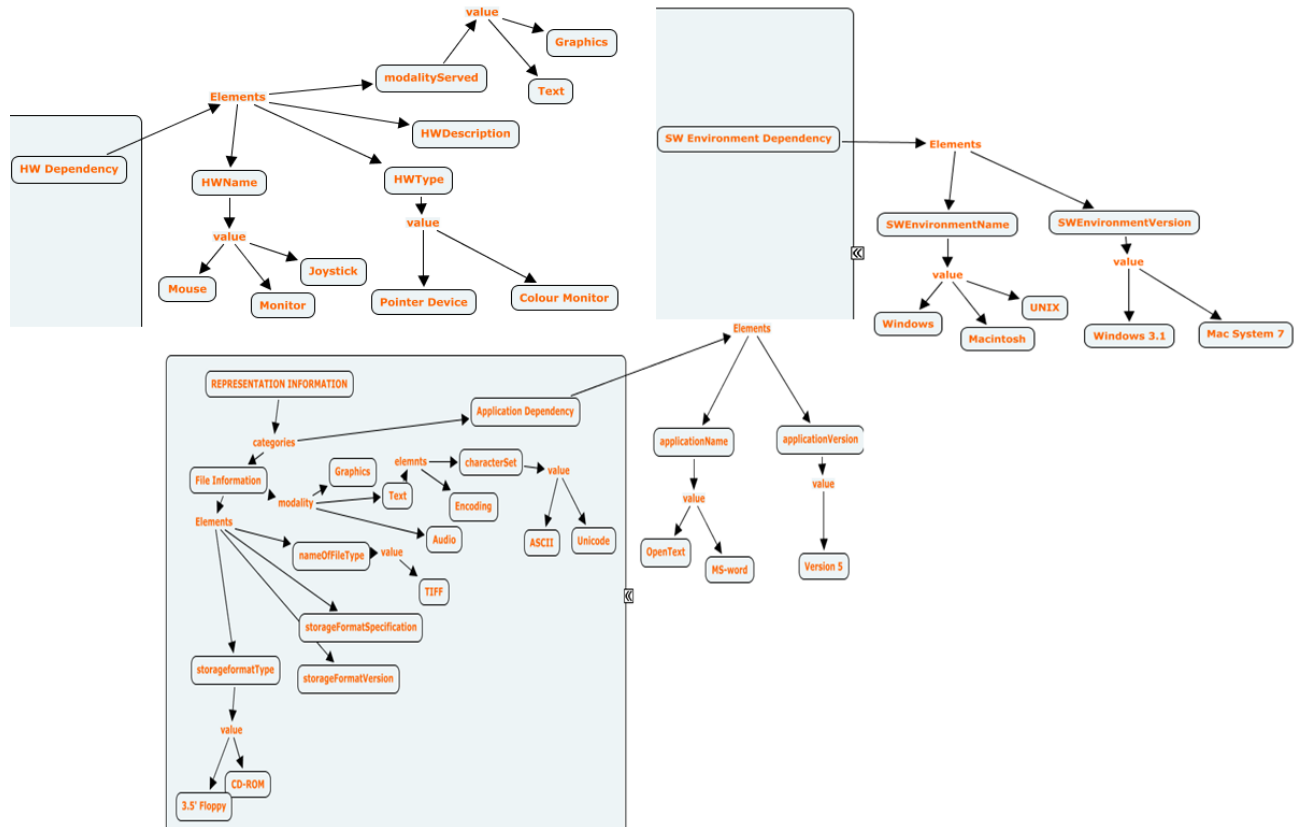 value
Graphics
modalityServed
Text
Elements
HWDescription
HW Dependency
HWName
HWType
value
value
Joystick
Mouse
Monitor
Pointer Device
Colour Monitor
SW Environment Dependency
Elements
SWEnvironmentName
SWEnvironmentVersion
value
value
UNIX
Windows
Macintosh
Windows 3.1
Mac System 7
Elements
REPRESENTATION INFORMATION
Application Dependency
categories
applicationName
applicationVersion
File Information
Graphics
elemnts
characterSet
value
modality
Text
Encoding
value
value
Elements
Audio
ASCII
Unicode
nameOfFileType
value
OpenText
MS-word
Version 5
TIFF
storageFormatSpecification
storageformatType
storageFormatVersion
value
CD-ROM
3.5' Floppy